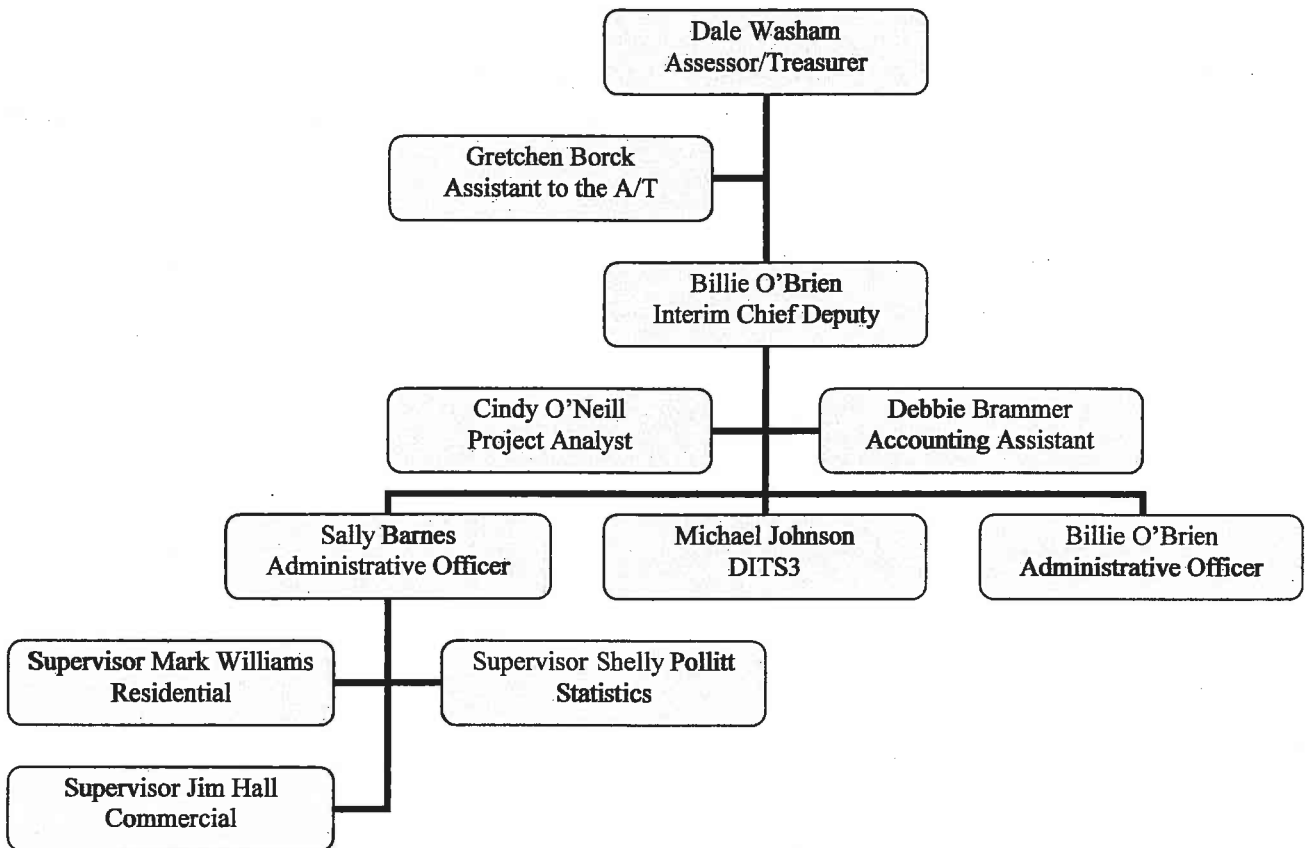 Dale Washam
Assessor/Treasurer
Gretchen Borck
Assistant to the A/T
Billie O'Brien
Interim Chief Deputy
Cindy O'Neill
Project Analyst
Debbie Brammer
Accounting Assistant
Sally Barnes
Administrative Officer
Michael Johnson
DITS3
Billie O'Brien
Administrative Officer
Supervisor Mark Williams
Residential
Supervisor Shelly Pollitt
Statistics
Supervisor Jim Hall
Commercial